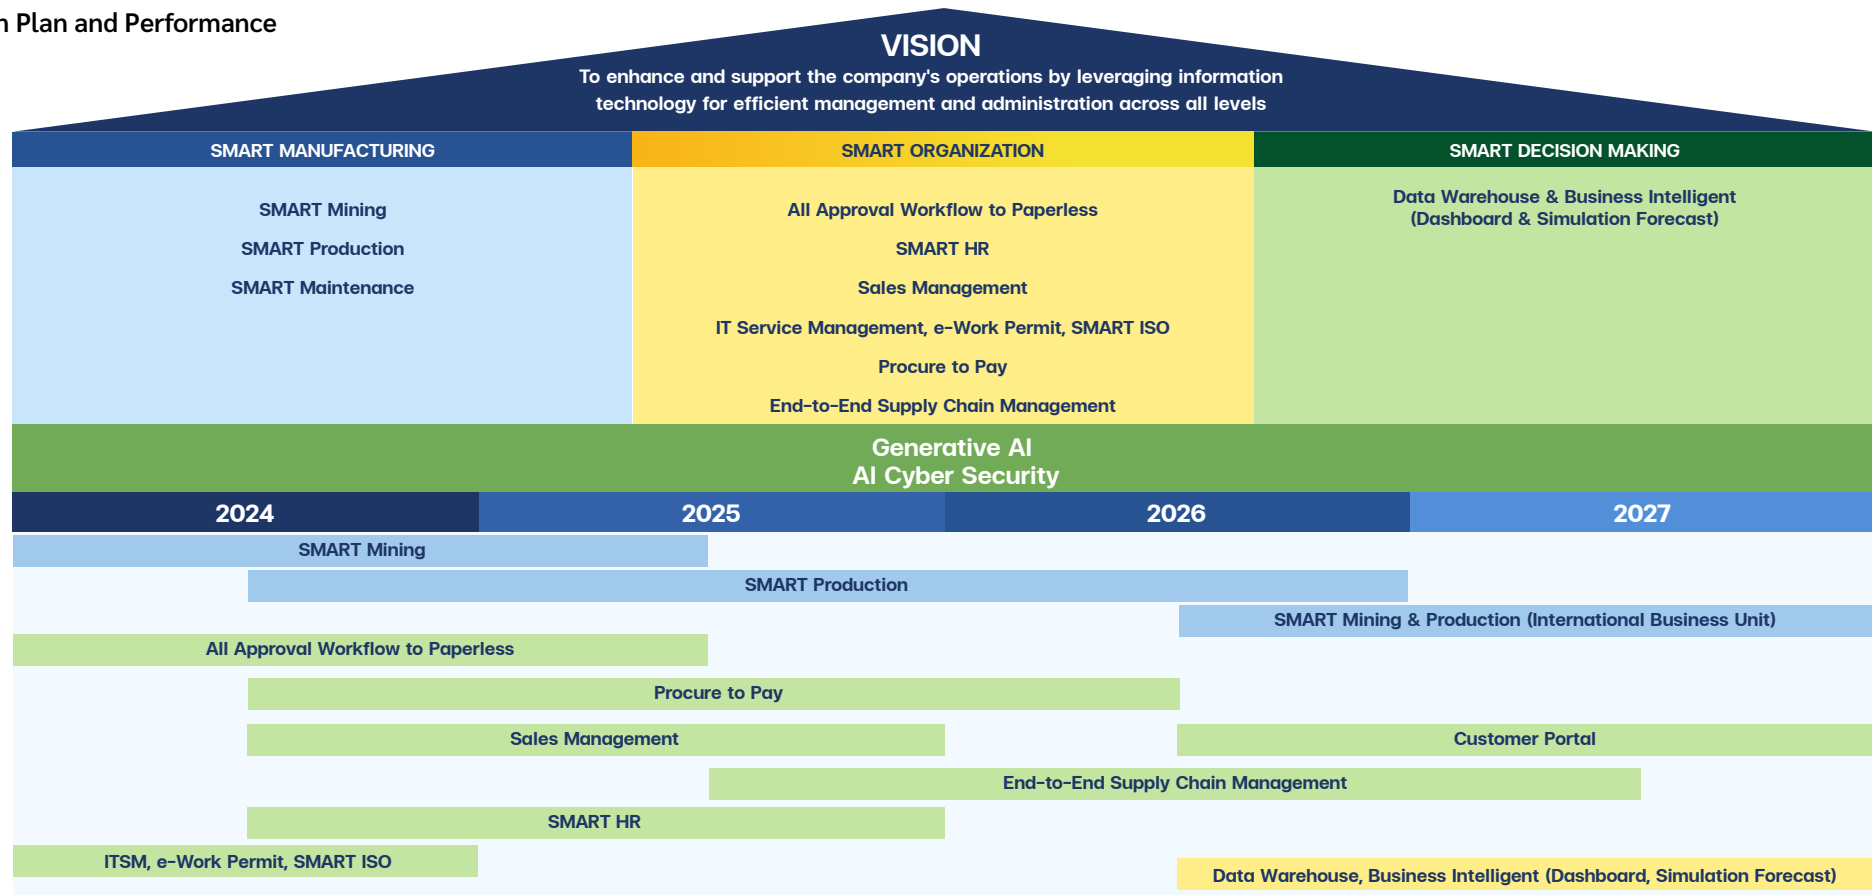 Plan and Performance
VISION
To enhance and support the company's operations by leveraging information
technology for efficient management and administration across all levels
SMART MANUFACTURING
SMART Mining
SMART Production
SMART Maintenance
SMART ORGANIZATION
All Approval Workflow to Paperless
SMART HR
Sales Management
IT Service Management, e-Work Permit, SMART ISO
Procure to Pay
End-to-End Supply Chain Management
SMART DECISION MAKING
Data Warehouse & Business Intelligent
(Dashboard & Simulation Forecast)
Generative AI
AI Cyber Security
2024
2025
2026
2027
SMART Mining
SMART Production
SMART Mining & Production (International Business Unit)
All Approval Workflow to Paperless
Procure to Pay
Sales Management
Customer Portal
End-to-End Supply Chain Management
SMART HR
ITSM, e-Work Permit, SMART ISO
Data Warehouse, Business Intelligent (Dashboard, Simulation Forecast)